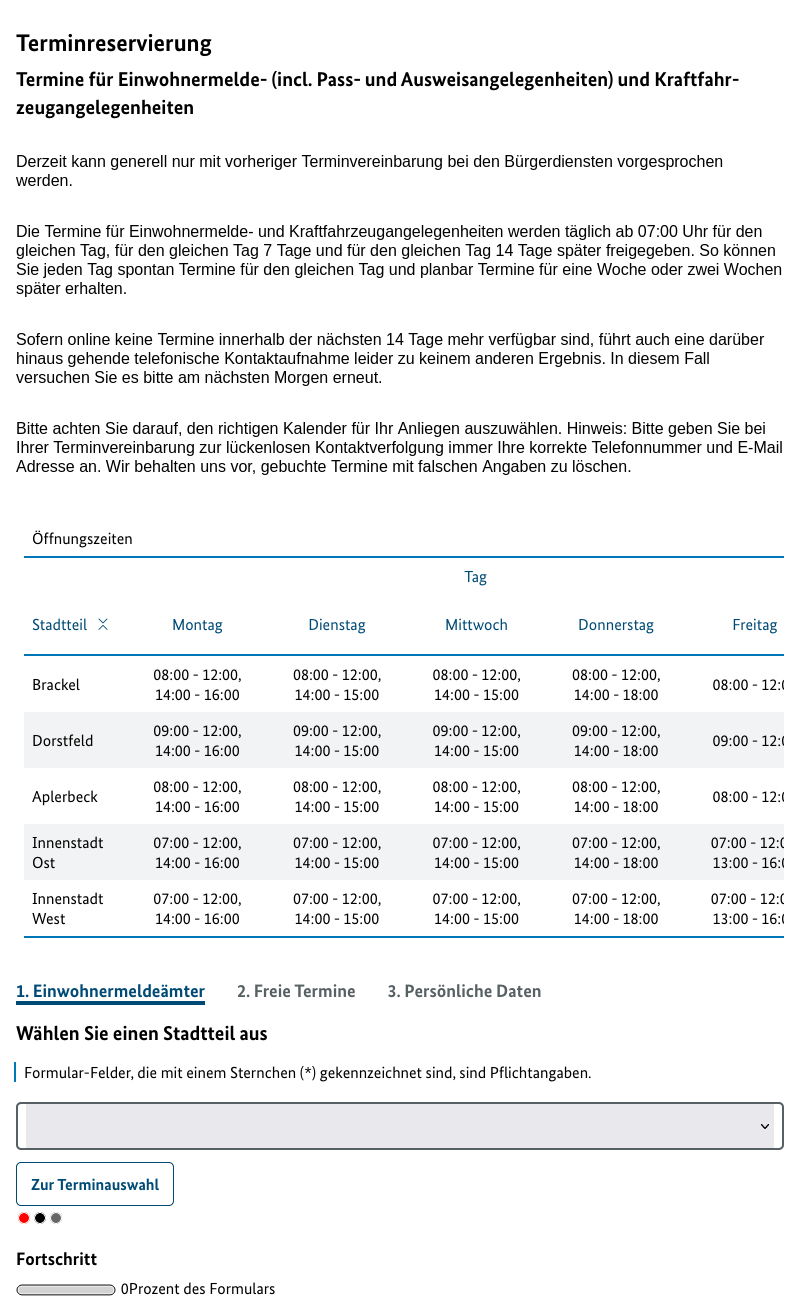 Terminreservierung
Termine für Einwohnermelde- (incl. Pass- und Ausweisangelegenheiten) und Kraftfahr-
zeugangelegenheiten
Derzeit kann generell nur mit vorheriger Terminvereinbarung bei den Bürgerdiensten vorgesprochen
werden.
Die Termine für Einwohnermelde- und Kraftfahrzeugangelegenheiten werden täglich ab 07:00 Uhr für den
gleichen Tag, für den gleichen Tag 7 Tage und für den gleichen Tag 14 Tage später freigegeben. So können
Sie jeden Tag spontan Termine für den gleichen Tag und planbar Termine für eine Woche oder zwei Wochen
später erhalten.
Sofern online keine Termine innerhalb der nächsten 14 Tage mehr verfügbar sind, führt auch eine darüber
hinaus gehende telefonische Kontaktaufnahme leider zu keinem anderen Ergebnis. In diesem Fall
versuchen Sie es bitte am nächsten Morgen erneut.
Bitte achten Sie darauf, den richtigen Kalender für Ihr Anliegen auszuwählen. Hinweis: Bitte geben Sie bei
Ihrer Terminvereinbarung zur lückenlosen Kontaktverfolgung immer Ihre korrekte Telefonnummer und E-Mail
Adresse an. Wir behalten uns vor, gebuchte Termine mit falschen Angaben zu löschen.
Öffnungszeiten
Tag
Stadtteil Montag Dienstag Mittwoch Donnerstag Freitag
Brackel 08:00 - 12:00, 08:00 - 12:00, 08:00 - 12:00, 08:00 - 12:00, 08:00 - 12:0
14:00 - 16:00 14:00 - 15:00 14:00 - 15:00 14:00 - 18:00
Dorstfeld 09:00 - 12:00, 09:00 - 12:00, 09:00 - 12:00, 09:00 - 12:00, 09:00 - 12:0
14:00 - 16:00 14:00 - 15:00 14:00 - 15:00 14:00 - 18:00
Aplerbeck 08:00 - 12:00, 08:00 - 12:00, 08:00 - 12:00, 08:00 - 12:00, 08:00 - 12:0
14:00 - 16:00 14:00 - 15:00 14:00 - 15:00 14:00 - 18:00
Innenstadt 07:00 - 12:00, 07:00 - 12:00, 07:00 - 12:00, 07:00 - 12:00, 07:00 - 12:0
Ost 14:00 - 16:00 14:00 - 15:00 14:00 - 15:00 14:00 - 18:00 13:00 - 16:0
Innenstadt 07:00 - 12:00, 07:00 - 12:00, 07:00 - 12:00, 07:00 - 12:00, 07:00 - 12:0
West 14:00 - 16:00 14:00 - 15:00 14:00 - 15:00 14:00 - 18:00 13:00 - 16:0
1. Einwohnermeldeämter 2. Freie Termine 3. Persönliche Daten
Wählen Sie einen Stadtteil aus
Formular-Felder, die mit einem Sternchen (*) gekennzeichnet sind, sind Pflichtangaben.
Zur Terminauswahl
Fortschritt
0Prozent des Formulars